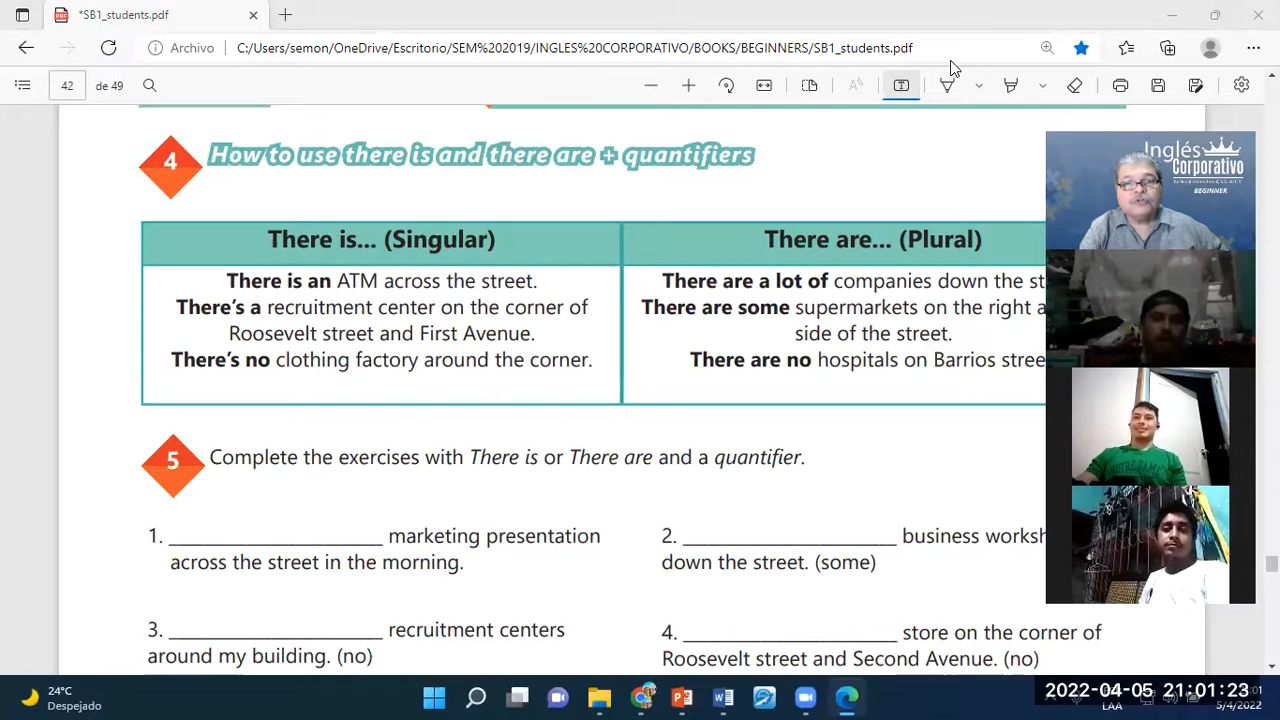 *SB1_students.pdf
Archivo
C:/Users/semon/OneDrive/Escritorio/SEM%202019/INGLES%20CORPORATIVO/BOOKS/BEGINNERS/SB1_students.pdf
42 de 49
4 How to use there is and there are + quantifiers
There is... (Singular)
There is an ATM across the street.
There's a recruitment center on the corner of
Roosevelt street and First Avenue.
There's no clothing factory around the corner.
There are... (Plural)
There are a lot of companies down the st
There are some supermarkets on the right a
side of the street.
There are no hospitals on Barrios stree
Inglés
Corporativo
BEGINNER
5 Complete the exercises with There is or There are and a quantifier.
1. ____________________ marketing presentation
across the street in the morning.
2. ____________________ business worksh
down the street. (some)
3. ____________________ recruitment centers
around my building. (no)
4. ____________________ store on the corner of
Roosevelt street and Second Avenue. (no)
24°C
Despejado
2022-04-05 21:01:23
LAA
5/4/2022